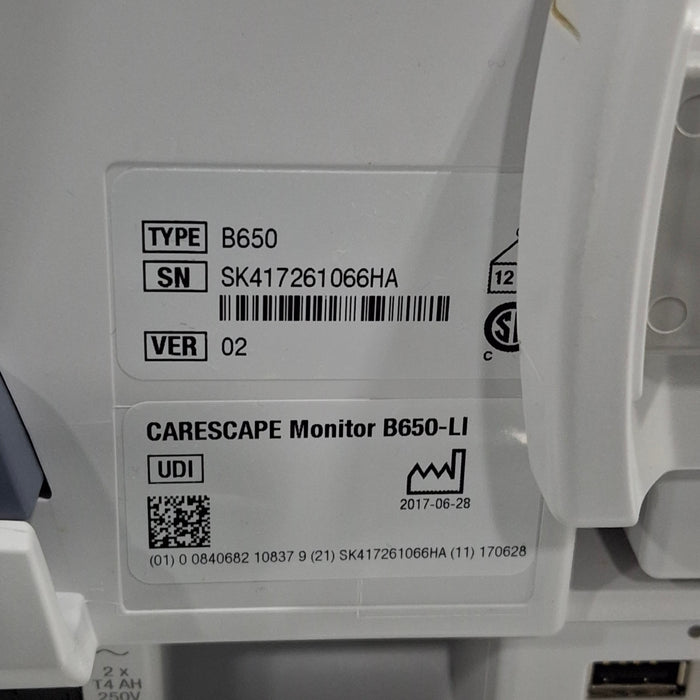 TYPE B650
SN SK417261066HA
12
C
VER 02
CARESCAPE Monitor B650-LI
UDI
2017-06-28
(01) 0 0840682 10837 9 (21) SK417261066HA (11) 170628
2 x
T4 AH
250V